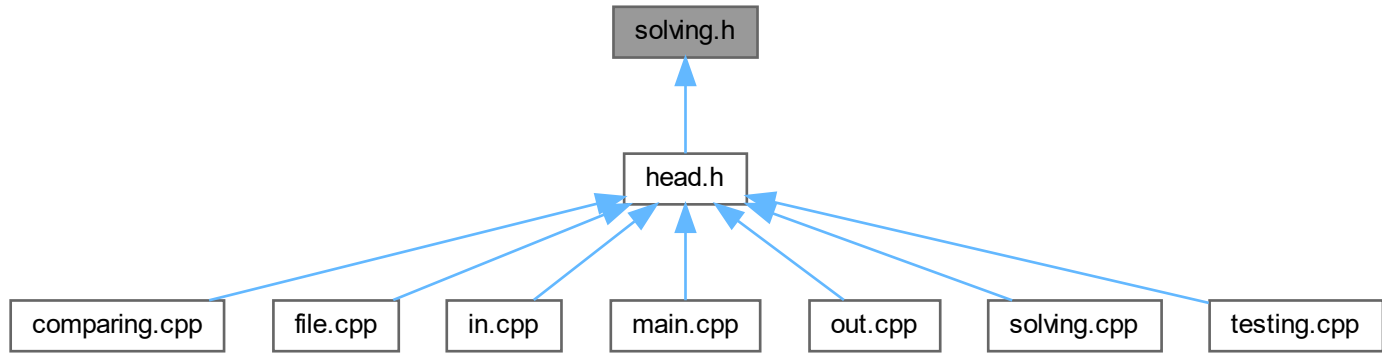 solving.h
head.h
comparing.cpp
file.cpp
in.cpp
main.cpp
out.cpp
solving.cpp
testing.cpp